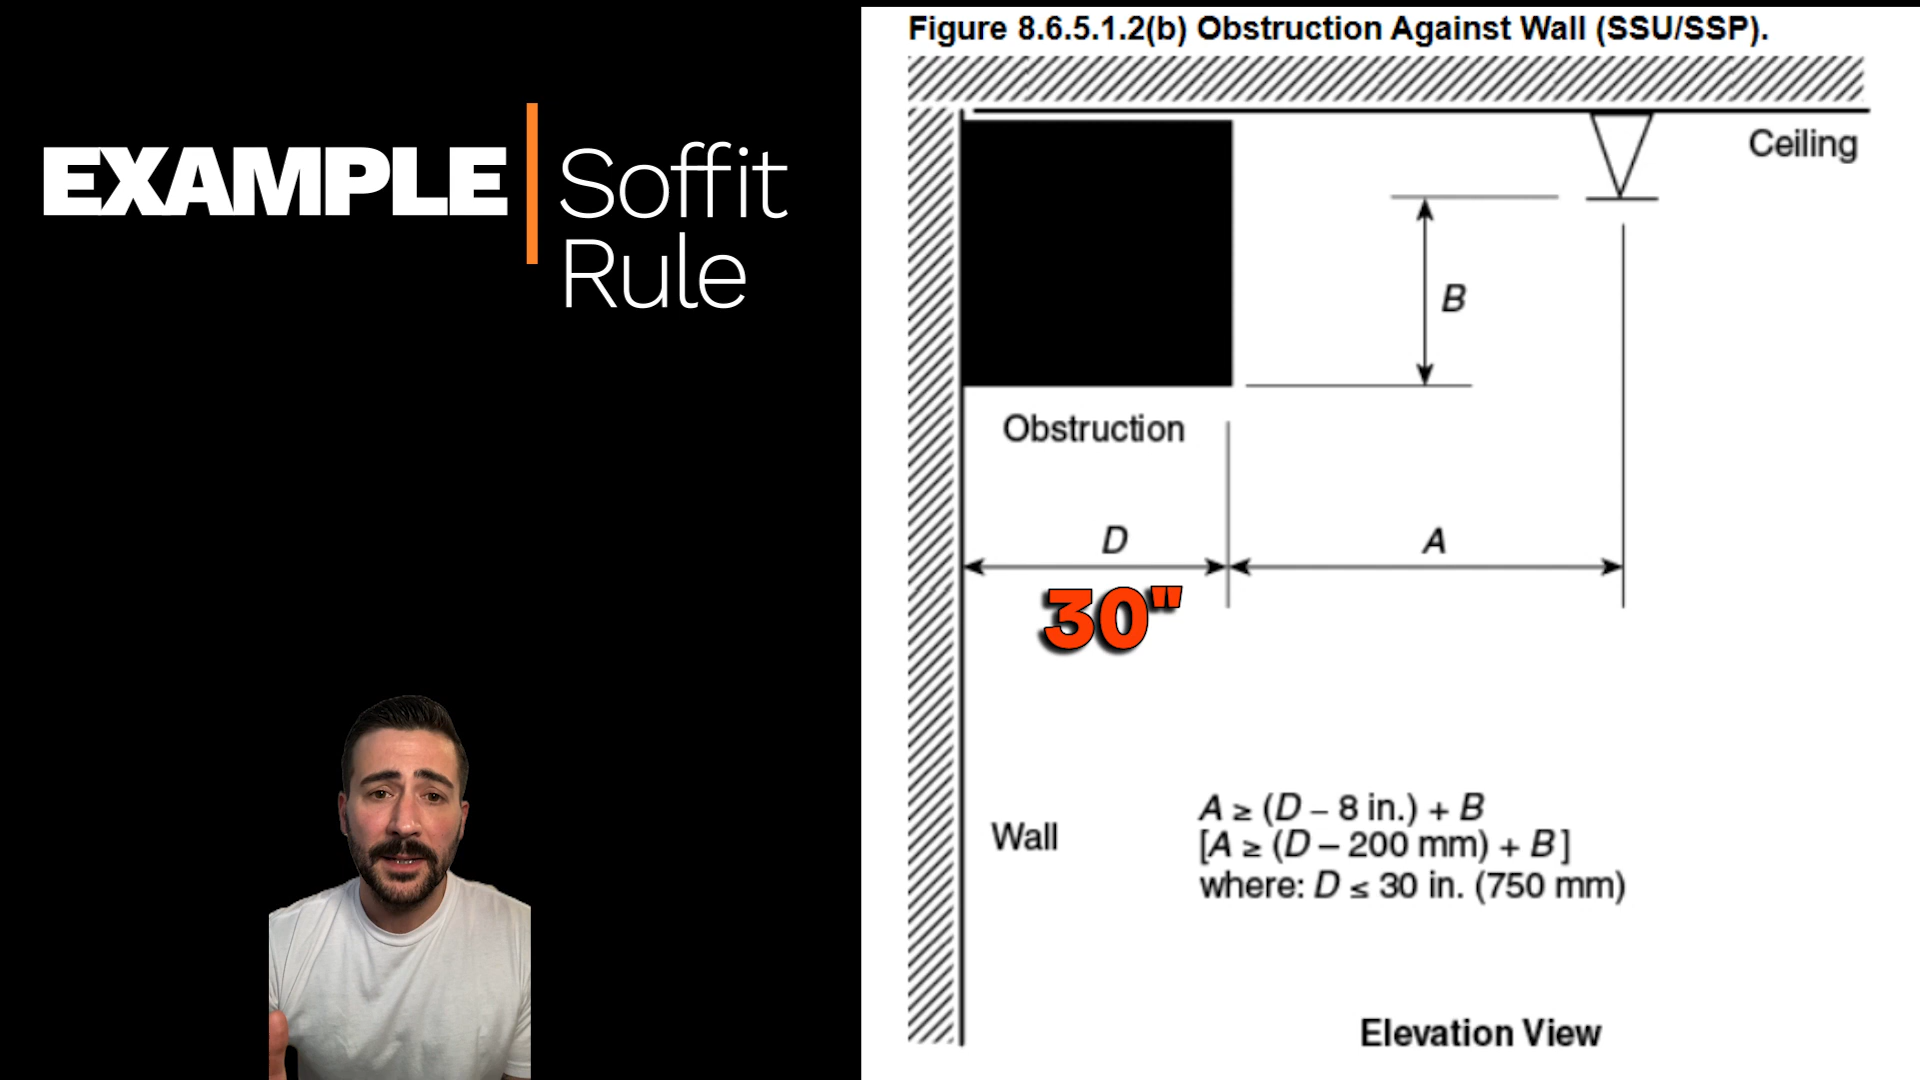 EXAMPLE
Soffit
Rule
Figure 8.6.5.1.2(b) Obstruction Against Wall (SSU/SSP).
Ceiling
B
Obstruction
D
A
30"
Wall
A ≥ (D – 8 in.) + B
[A ≥ (D – 200 mm) + B]
where: D ≤ 30 in. (750 mm)
Elevation View